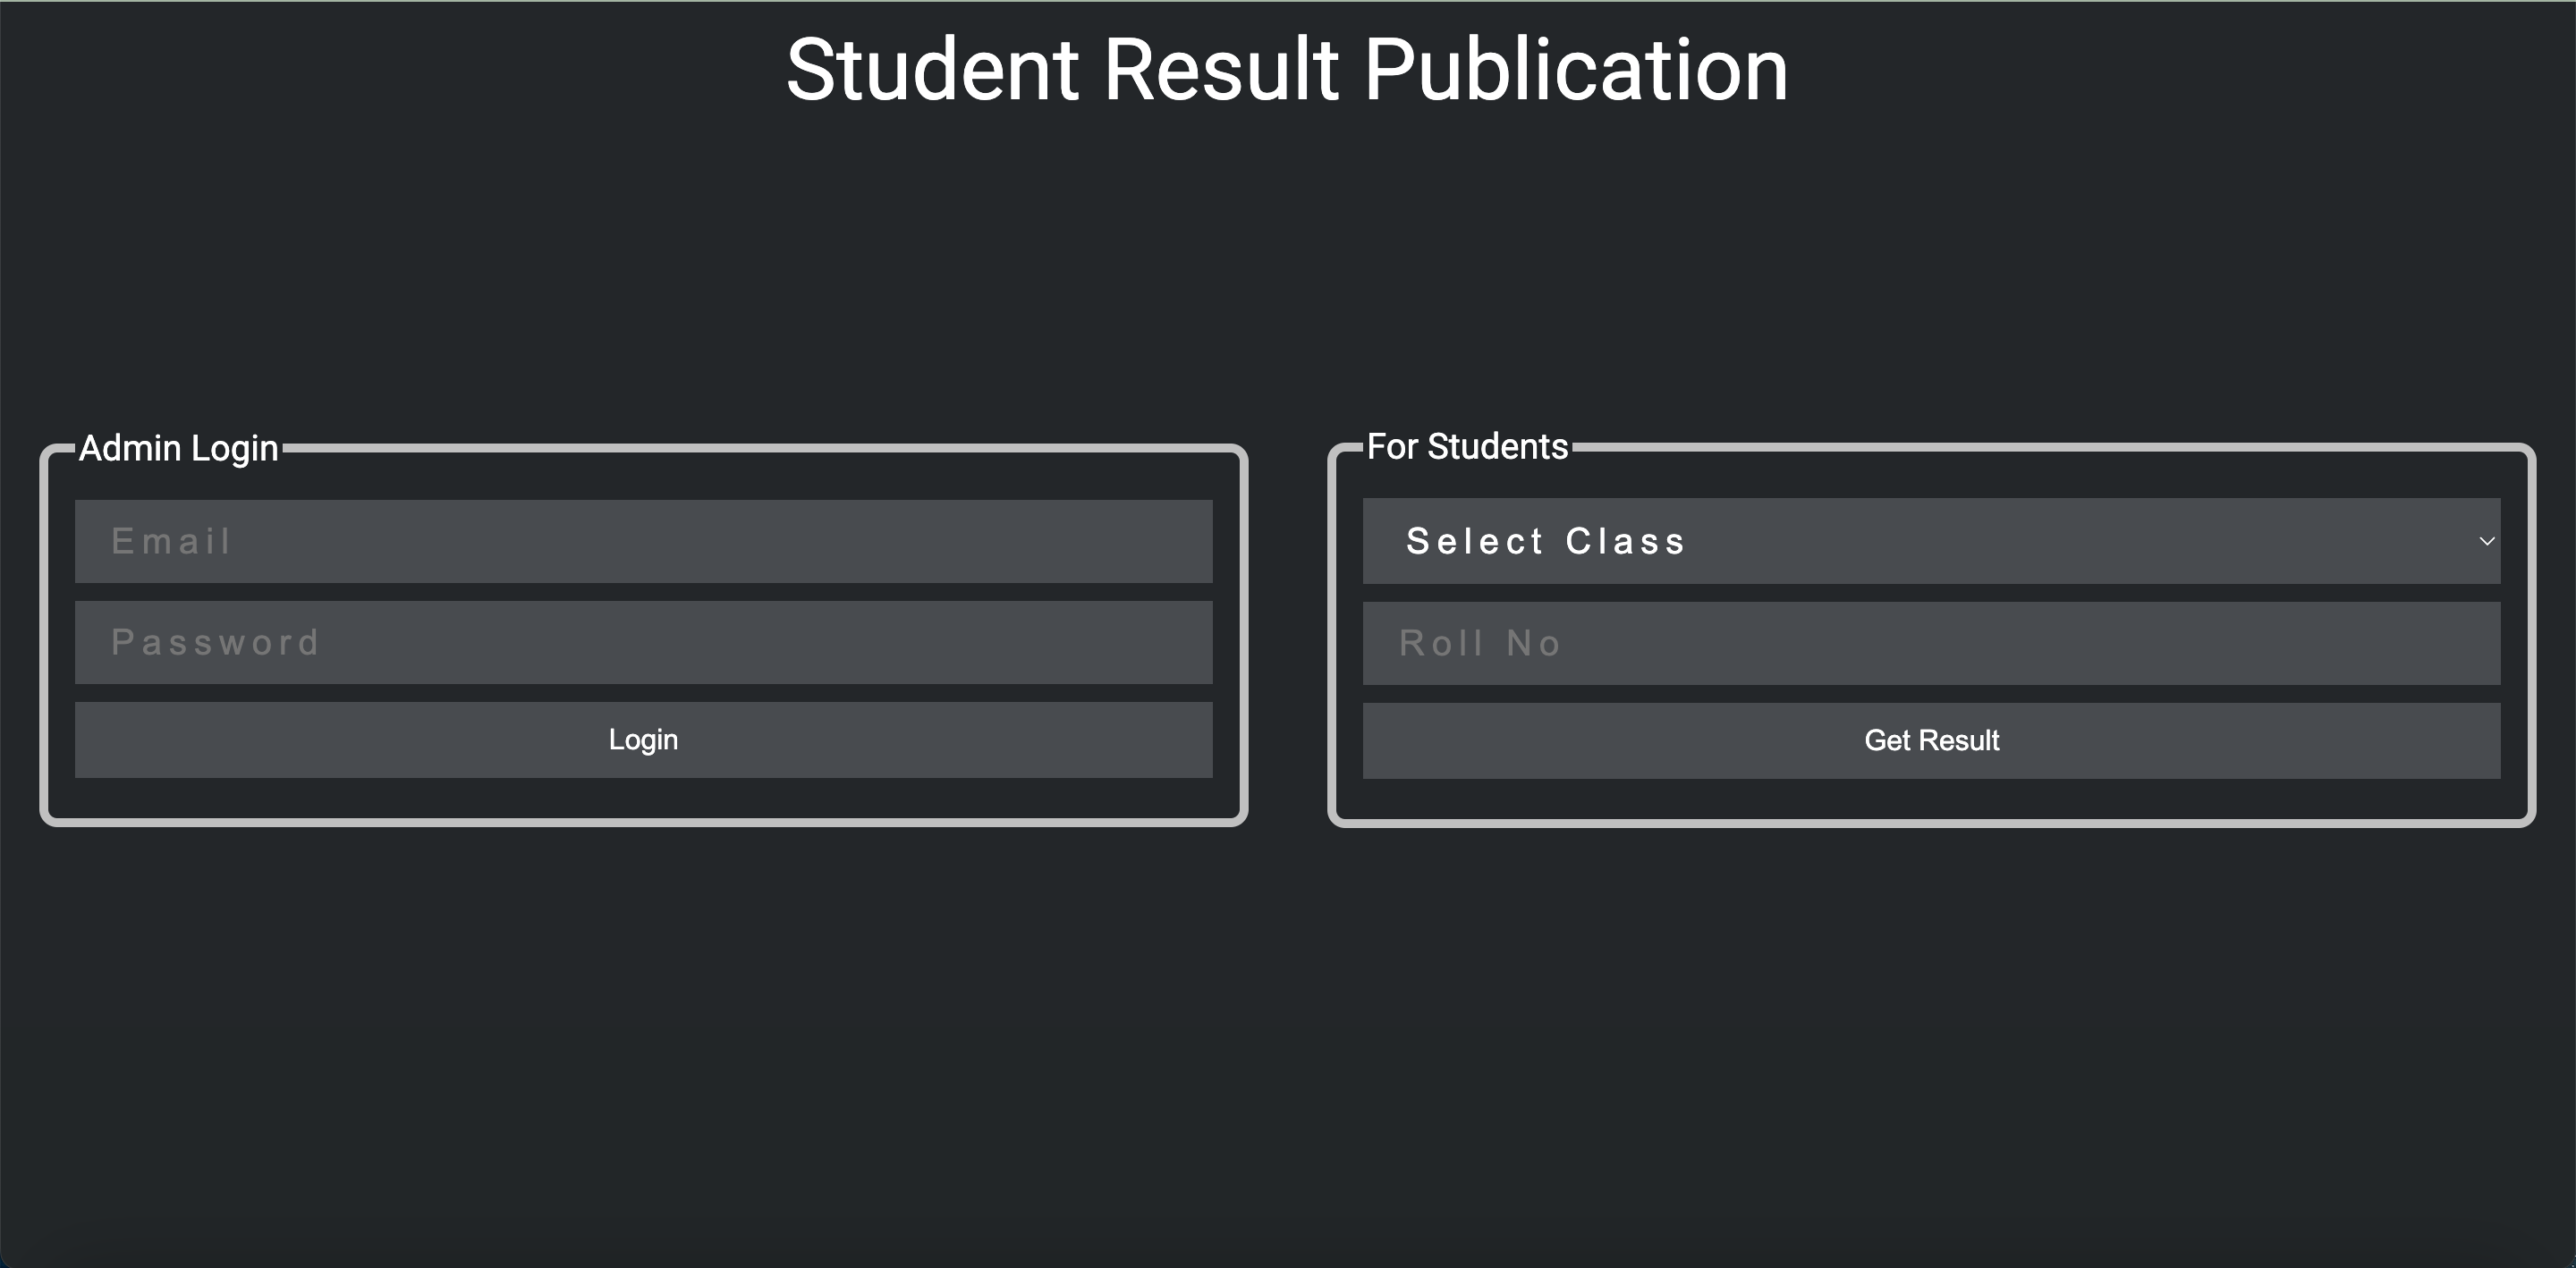 Student Result Publication
Admin Login
Email
Password
Login
For Students
Select Class
Roll No
Get Result